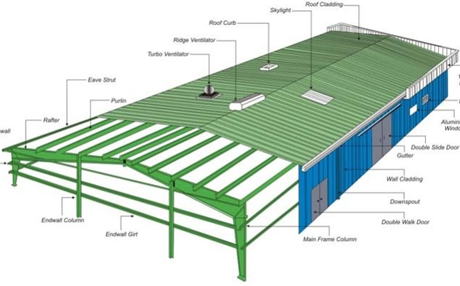 Roof Cladding
Skylight
Roof Curb
Ridge Ventilator
Turbo Ventilator
Eave Strut
Purlin
Rafter
wall
Endwall Column
Endwall Girt
Main Frame Column
Double Walk Door
Downspout
Wall Cladding
Gutter
Double Slide Door
Alumin
Windo